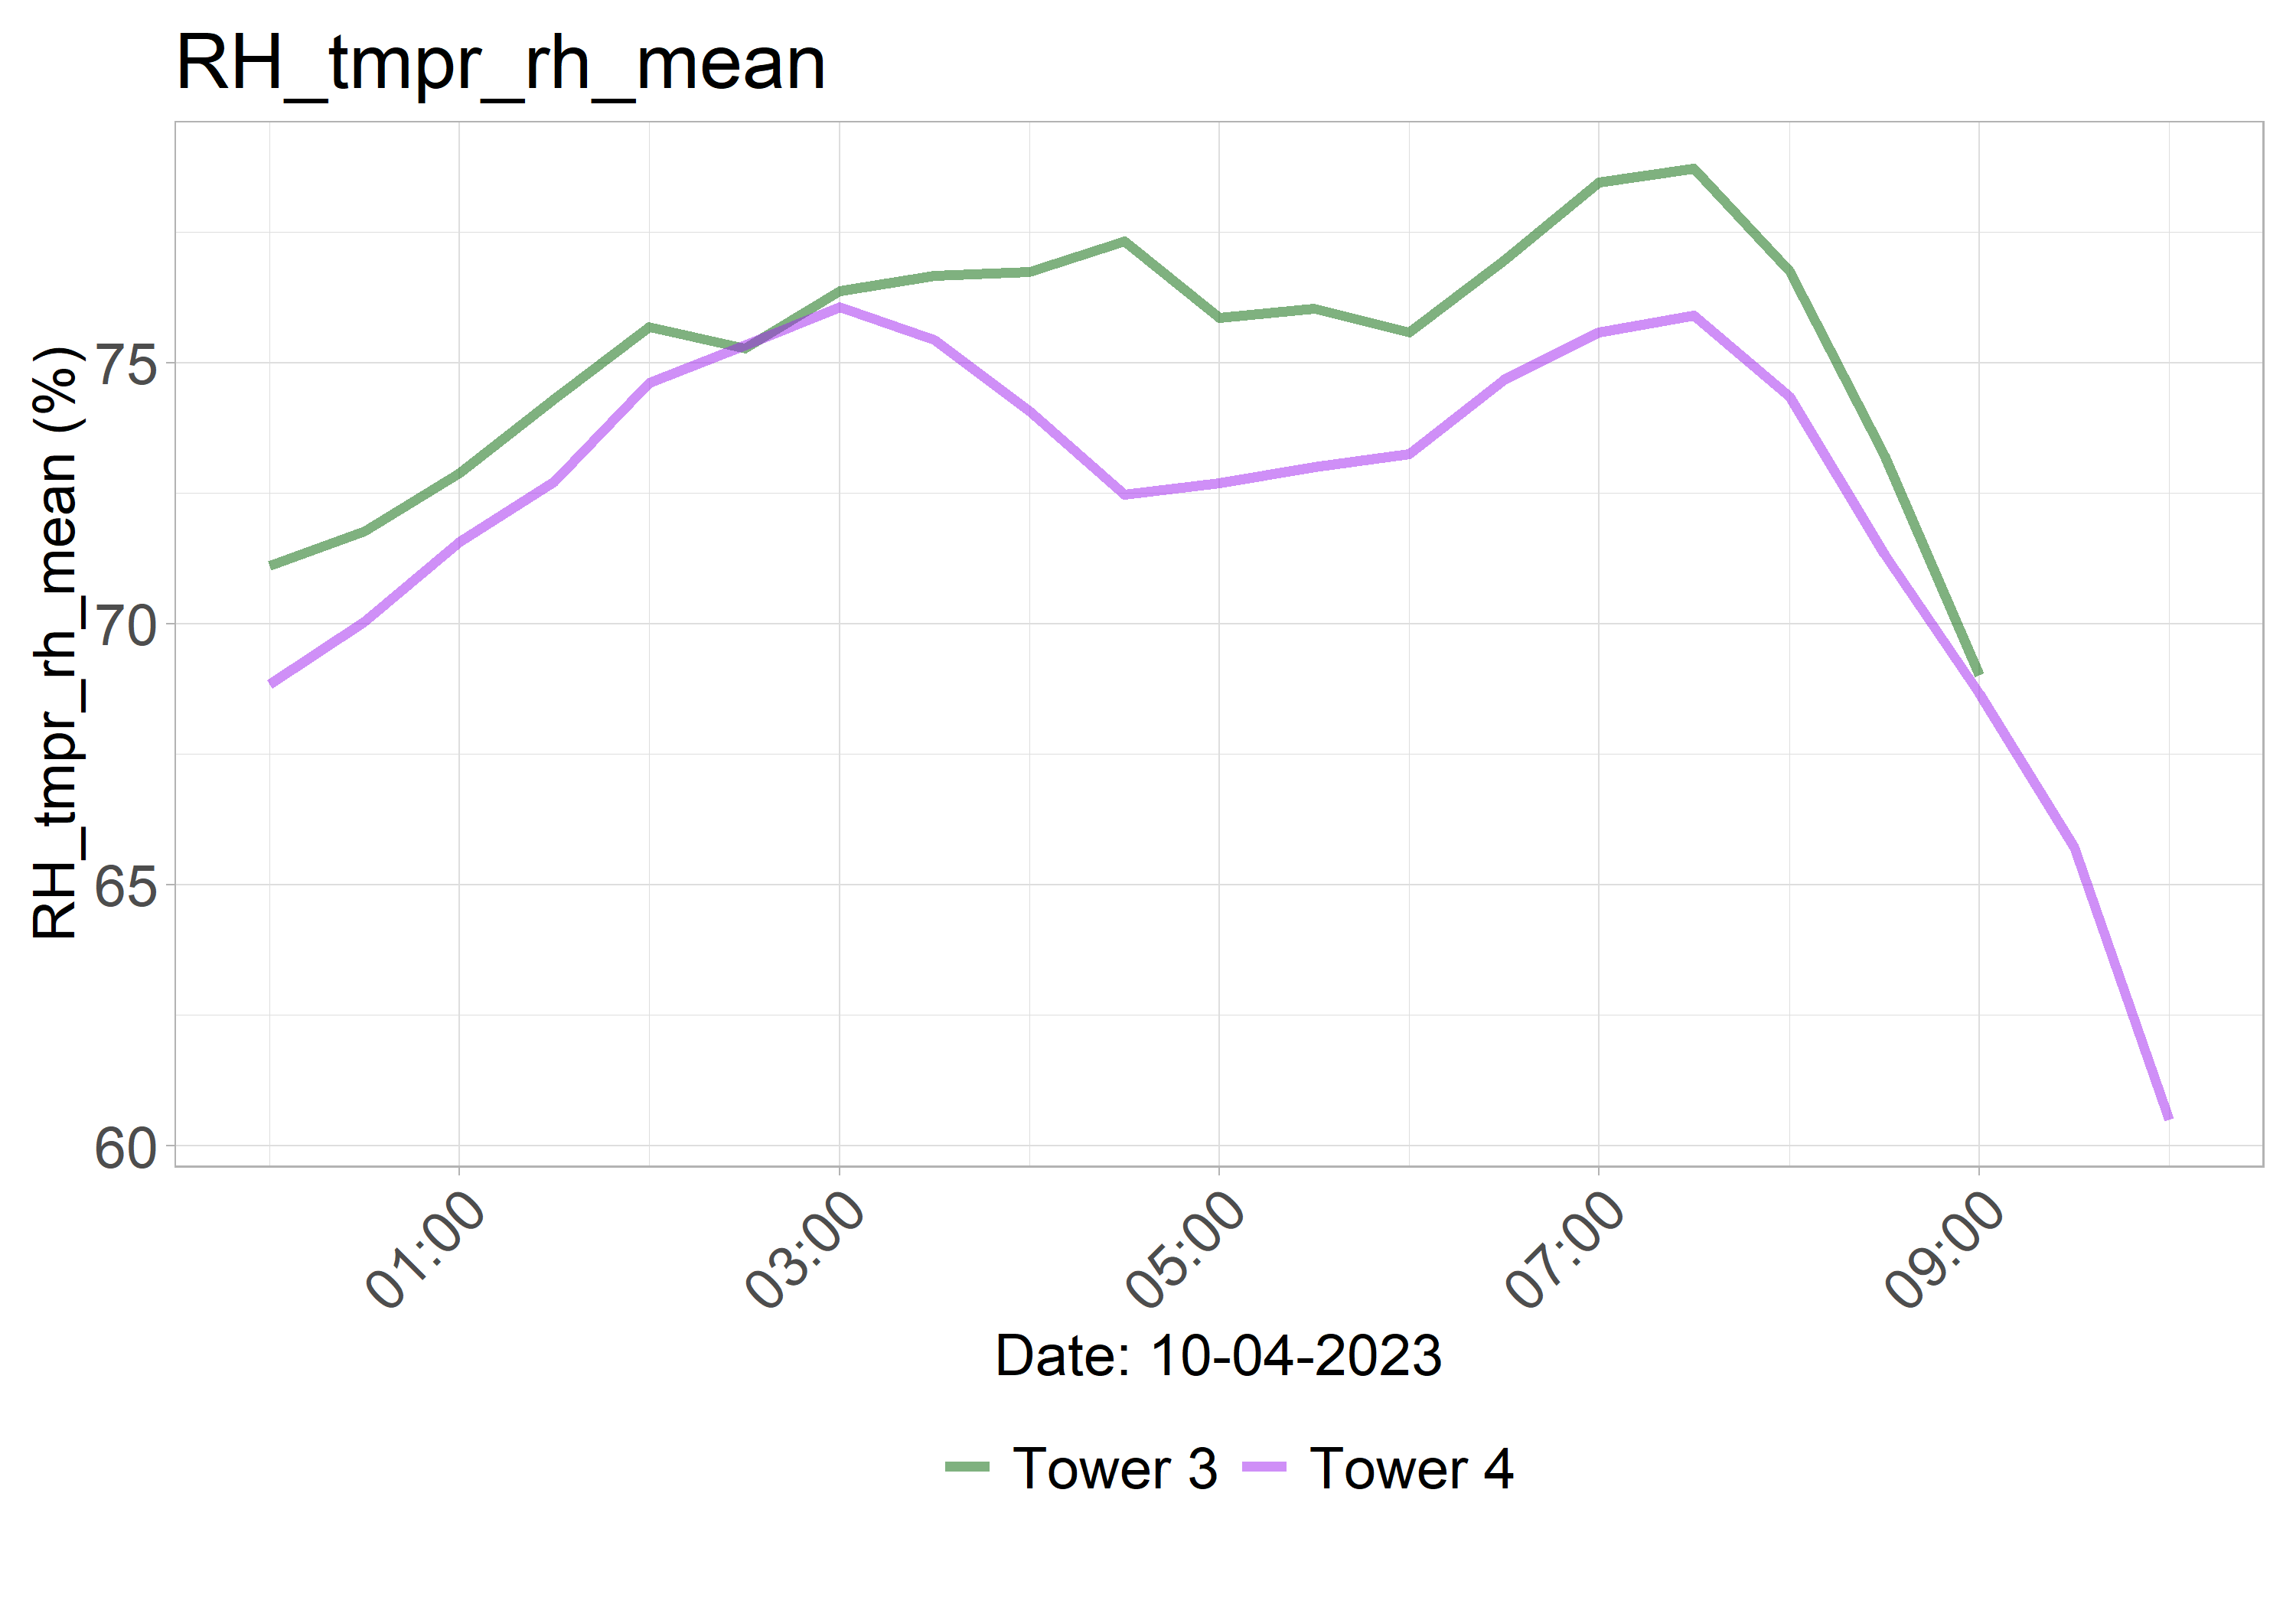 RH_tmpr_rh_mean
RH_tmpr_rh_mean (%)
75
70
65
60
01:00
03:00
05:00
07:00
09:00
Date: 10-04-2023
Tower 3
Tower 4